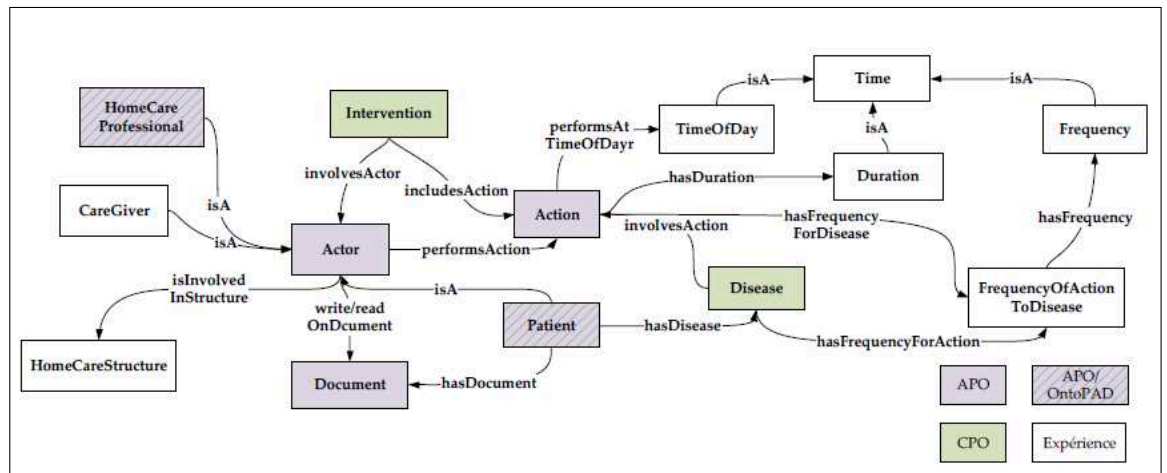 isA
Time
isA
HomeCare
Professional
Intervention
performsAt
TimeOfDayr
TimeOfDay
isA
Frequency
involvesActor
includesAction
hasDuration
Duration
CareGiver
isA
Action
involvesAction
hasFrequency
ForDisease
hasFrequency
isA
Actor
performsAction
isInvolved
InStructure
isA
Disease
FrequencyOfAction
ToDisease
write/read
OnDcument
Patient
hasDisease
hasFrequencyForAction
HomeCareStructure
Document
hasDocument
APO
APO/
OntoPAD
CPO
Expérience